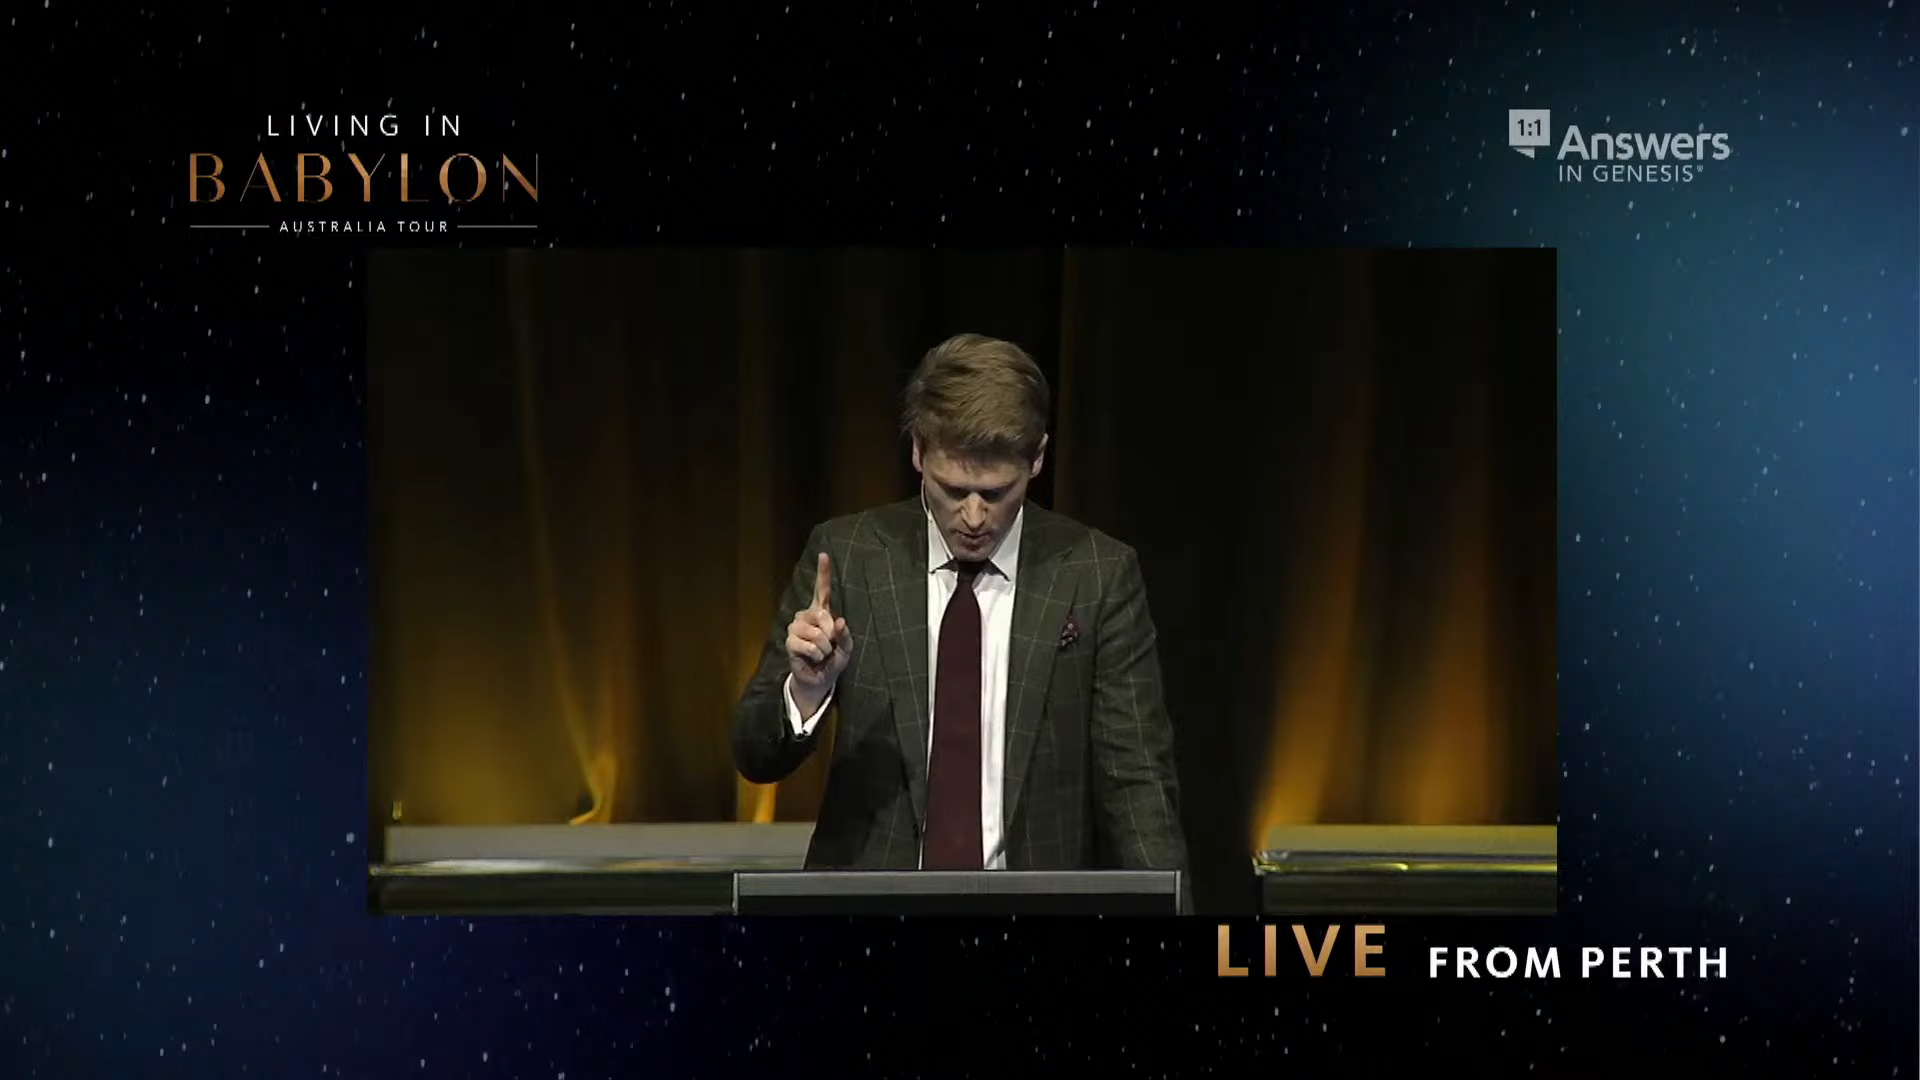 LIVING IN
BABYLON
AUSTRALIA TOUR
1:1
Answers
IN GENESIS®
LIVE FROM PERTH